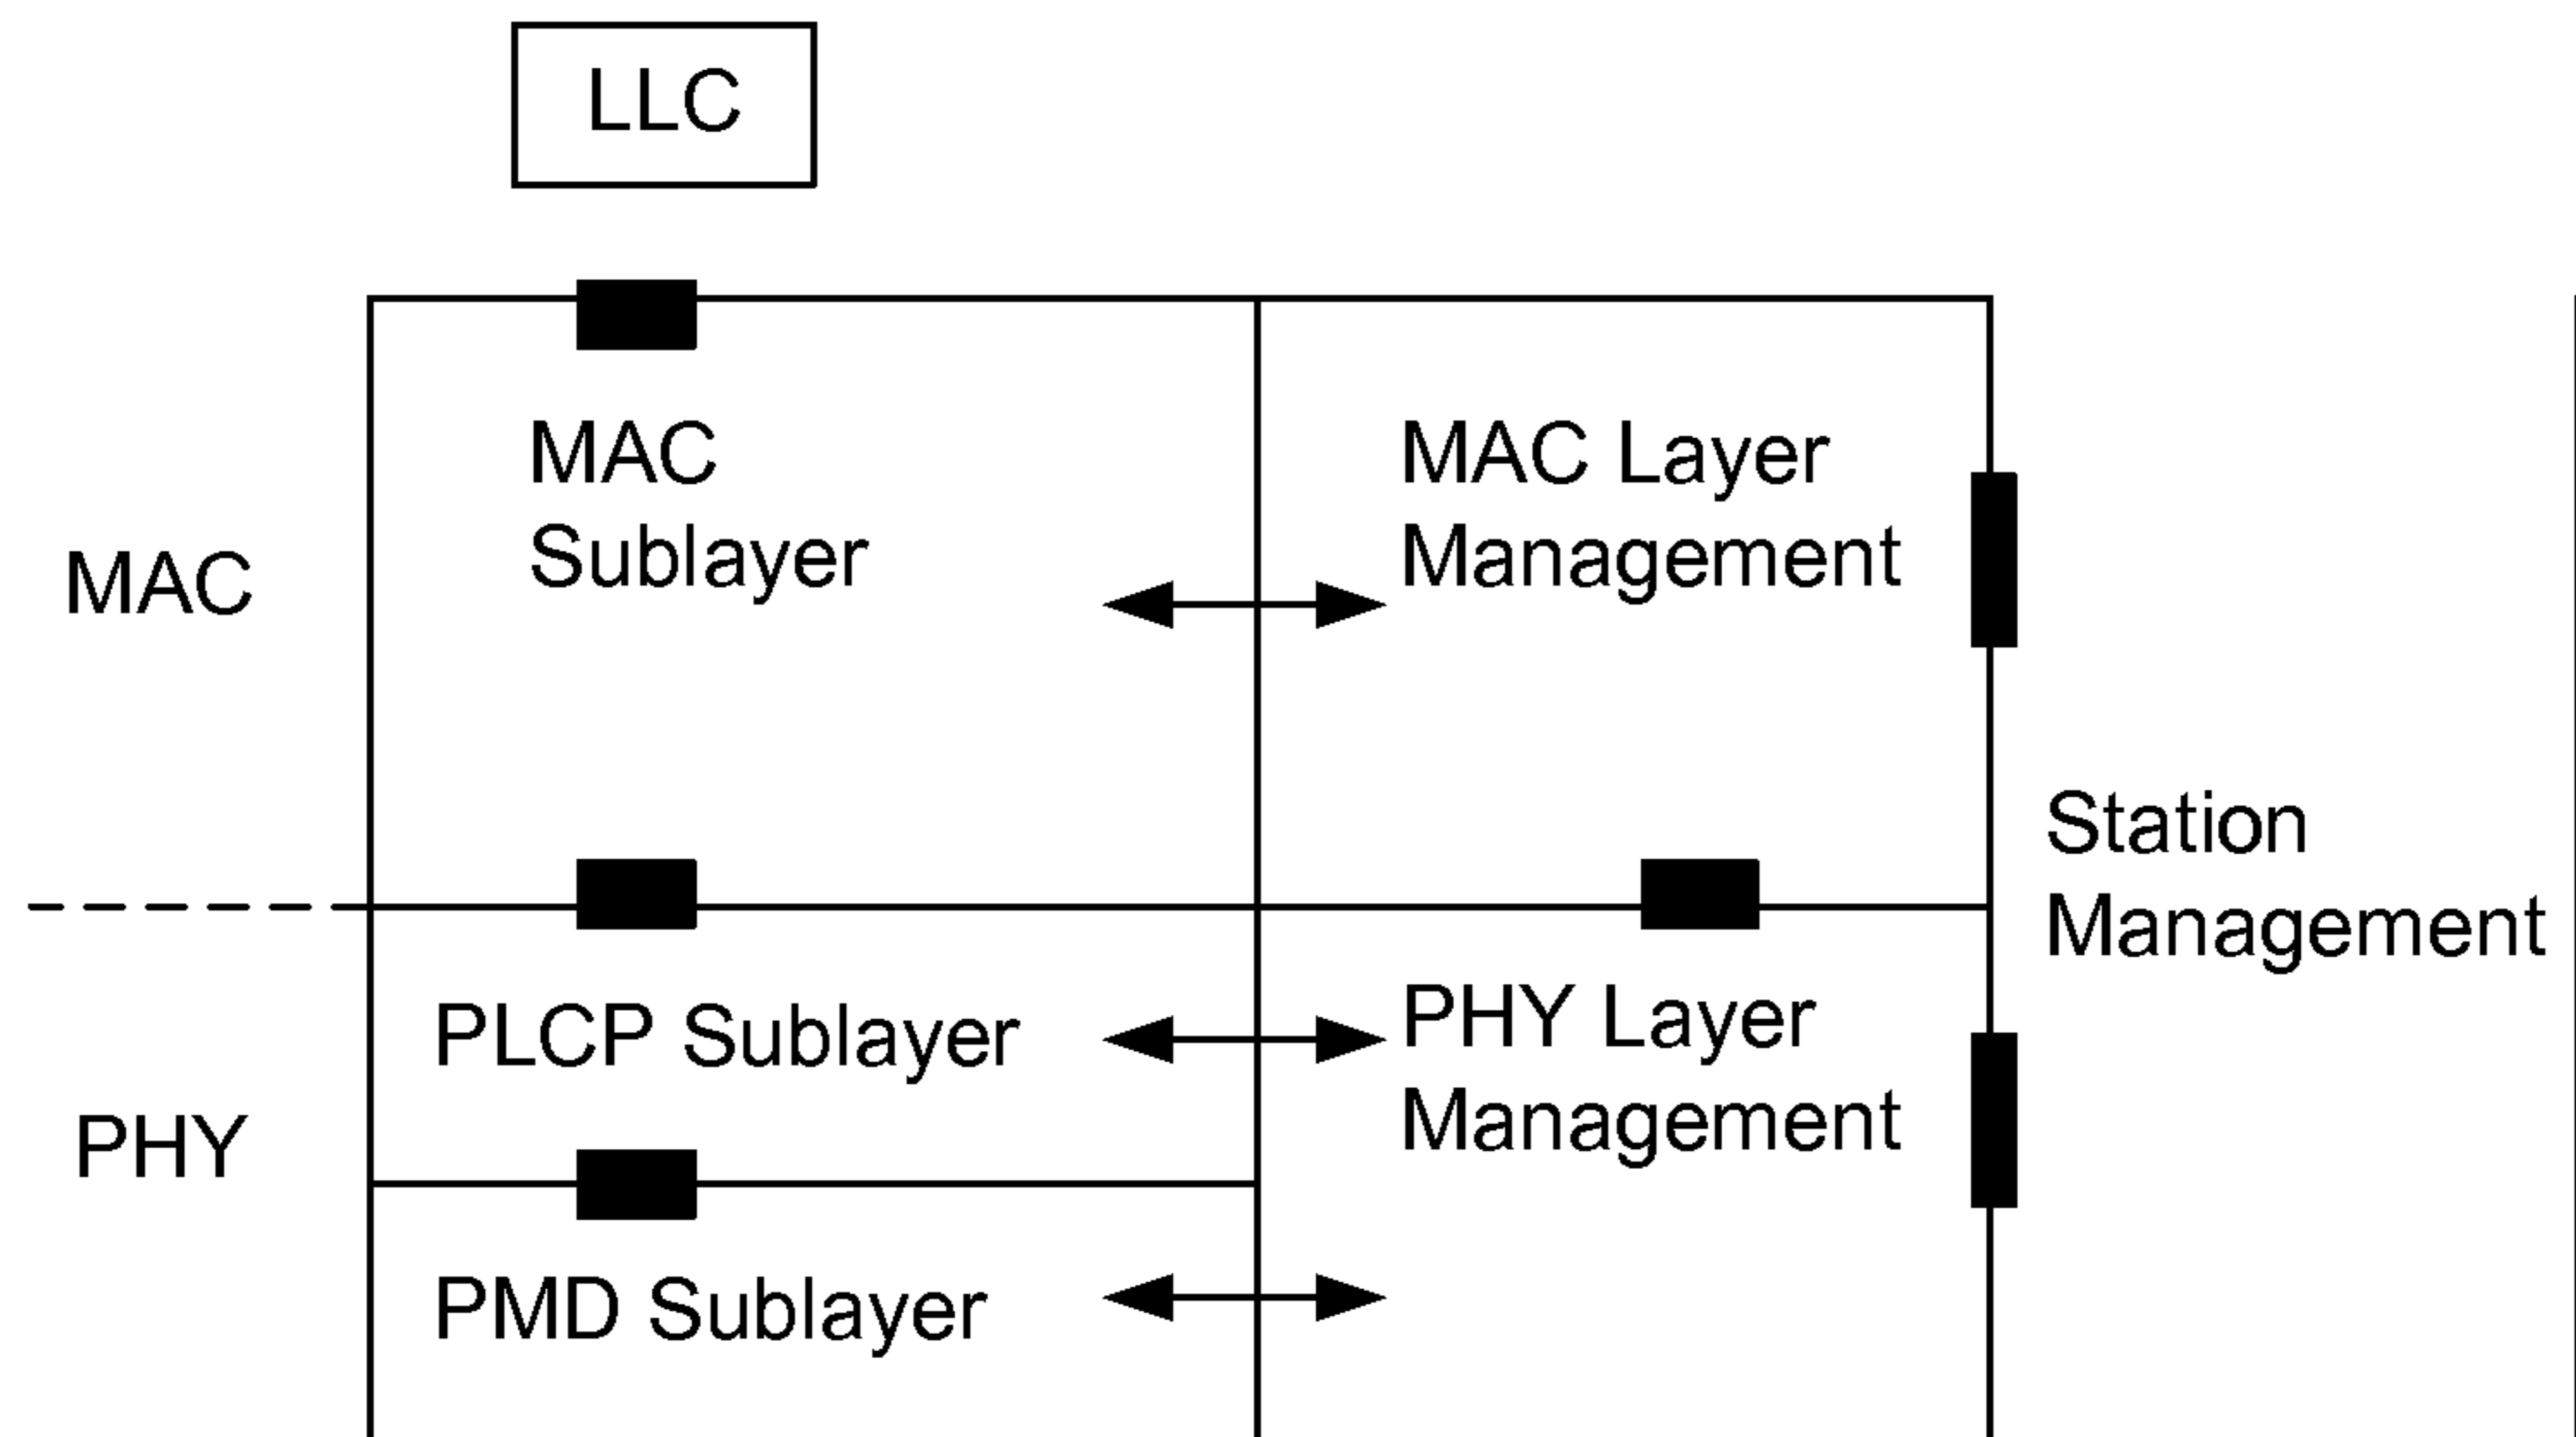 LLC
MAC
MAC
Sublayer
MAC Layer
Management
Station
Management
PHY
PLCP Sublayer
PHY Layer
Management
PMD Sublayer